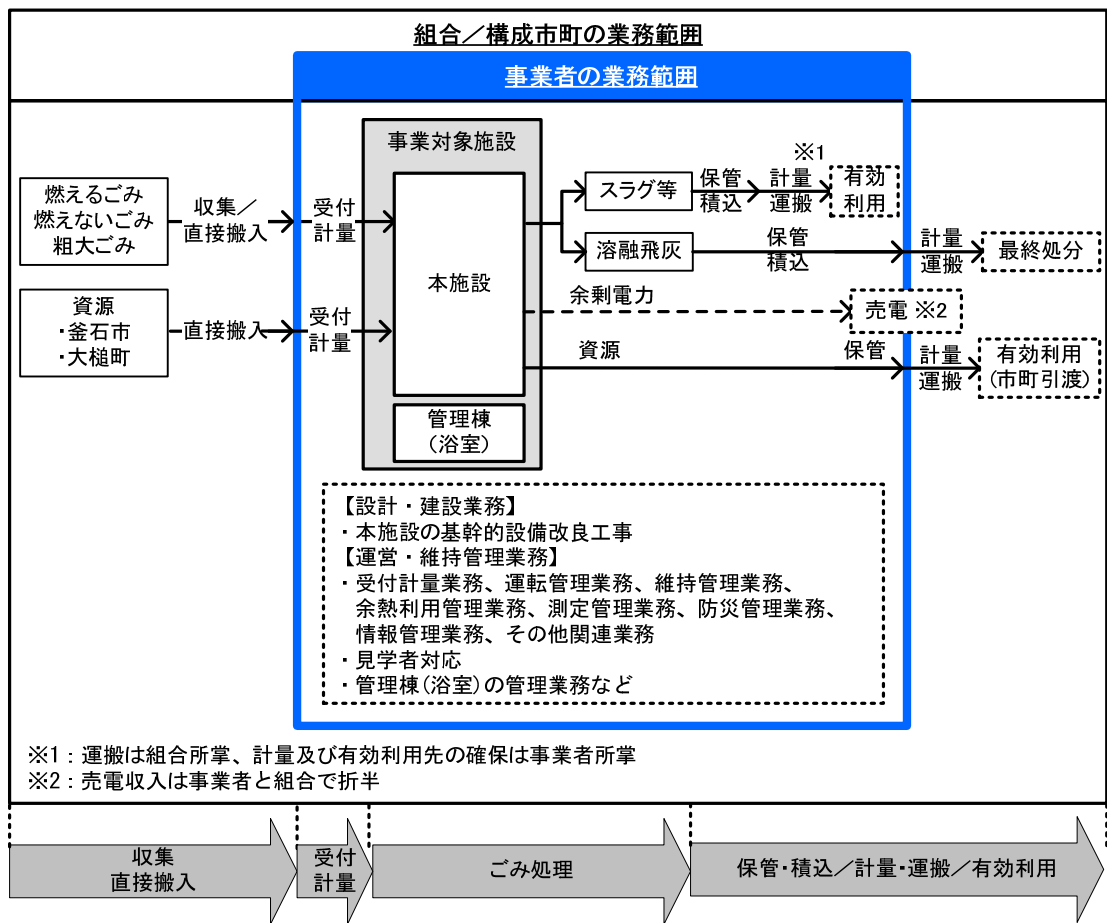 組合／構成市町の業務範囲
事業者の業務範囲
事業対象施設
燃えるごみ
燃えないごみ
粗大ごみ
収集／
直接搬入
受付
計量
本施設
スラグ等
保管
積込
※1
計量
運搬
有効
利用
溶融飛灰
保管
積込
計量
運搬
最終処分
資源
・釜石市
・大槌町
直接搬入
受付
計量
余剰電力
売電 ※2
資源
保管
計量
運搬
有効利用
(市町引渡)
管理棟
(浴室)
【設計・建設業務】
・本施設の基幹的設備改良工事
【運営・維持管理業務】
・受付計量業務、運転管理業務、維持管理業務、
余熱利用管理業務、測定管理業務、防災管理業務、
情報管理業務、その他関連業務
・見学者対応
・管理棟(浴室)の管理業務など
※1：運搬は組合所掌、計量及び有効利用先の確保は事業者所掌
※2：売電収入は事業者と組合で折半
収集
直接搬入
受付
計量
ごみ処理
保管・積込／計量・運搬／有効利用